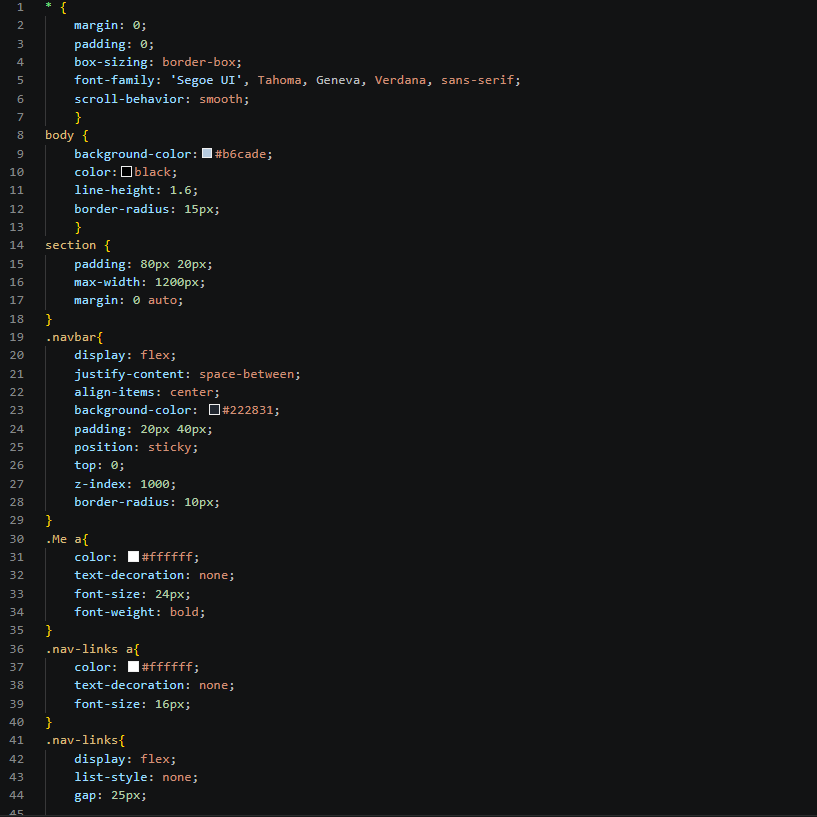 1 * {
2 margin: 0;
3 padding: 0;
4 box-sizing: border-box;
5 font-family: 'Segoe UI', Tahoma, Geneva, Verdana, sans-serif;
6 scroll-behavior: smooth;
7 }
8 body {
9 background-color: #b6cade;
10 color: black;
11 line-height: 1.6;
12 border-radius: 15px;
13 }
14 section {
15 padding: 80px 20px;
16 max-width: 1200px;
17 margin: 0 auto;
18 }
19 .navbar{
20 display: flex;
21 justify-content: space-between;
22 align-items: center;
23 background-color: #222831;
24 padding: 20px 40px;
25 position: sticky;
26 top: 0;
27 z-index: 1000;
28 border-radius: 10px;
29 }
30 .Me a{
31 color: #ffffff;
32 text-decoration: none;
33 font-size: 24px;
34 font-weight: bold;
35 }
36 .nav-links a{
37 color: #ffffff;
38 text-decoration: none;
39 font-size: 16px;
40 }
41 .nav-links{
42 display: flex;
43 list-style: none;
44 gap: 25px;
45